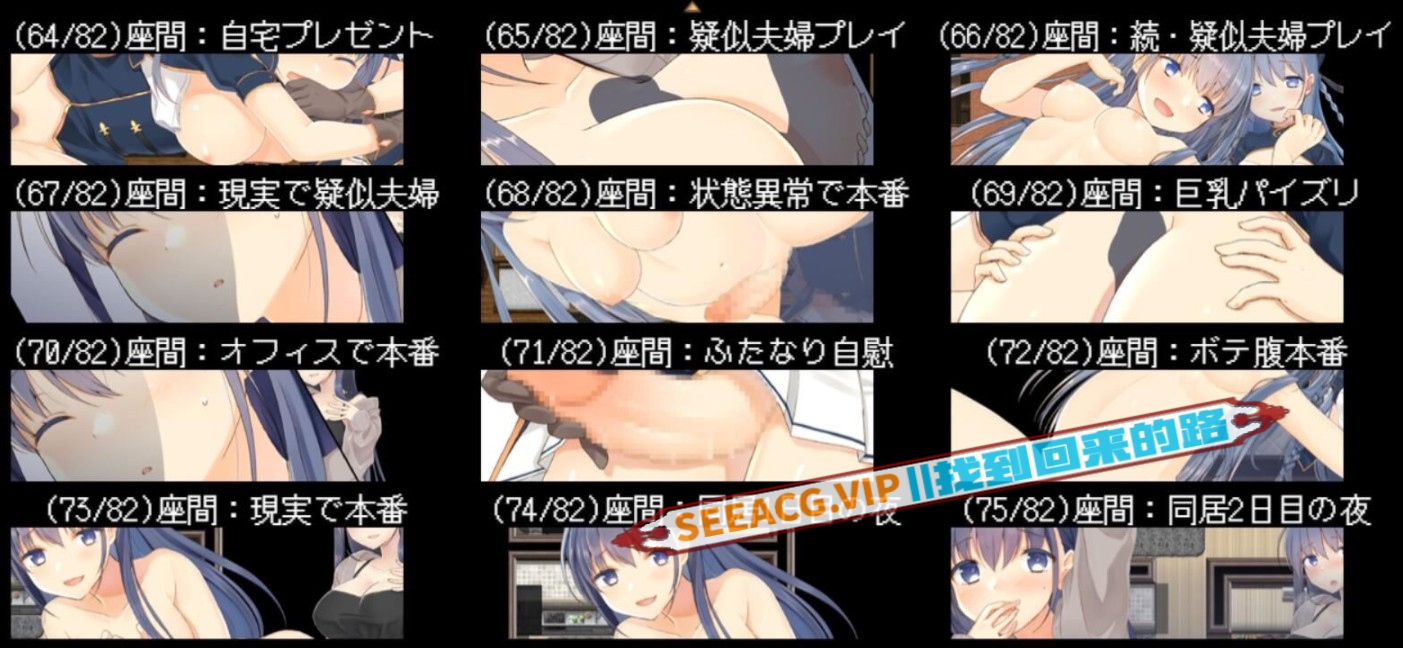 (64/82)座間：自宅プレゼント
(65/82)座間：疑似夫婦プレイ
(66/82)座間：続・疑似夫婦プレイ
(67/82)座間：現実で疑似夫婦
(68/82)座間：状態異常で本番
(69/82)座間：巨乳パイズリ
(70/82)座間：オフィスで本番
(71/82)座間：ふたなり自慰
(72/82)座間：ボテ腹本番
(73/82)座間：現実で本番
(74/82)座間：
の夜
(75/82)座間：同居2日目の夜
SEEACG.VIP||找到回来的路